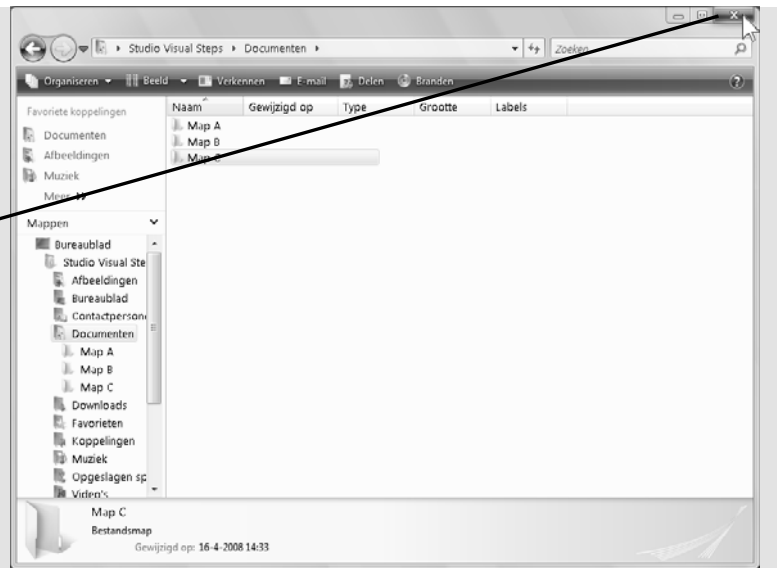 Studio Visual Steps ▸ Documenten ▸ Zoeken
Organiseren Beeld Verkennen E-mail Delen Branden
Favoriete koppelingen
Documenten
Afbeeldingen
Muziek
Meer
Mappen
Bureaublad
Studio Visual Ste
Afbeeldingen
Bureaublad
Contactperson
Documenten
Map A
Map B
Map C
Downloads
Favorieten
Koppelingen
Muziek
Opgeslagen sp
Video's
Naam Gewijzigd op Type Grootte Labels
Map A
Map B
Map C
Map C
Bestandsmap
Gewijzigd op: 16-4-2008 14:33